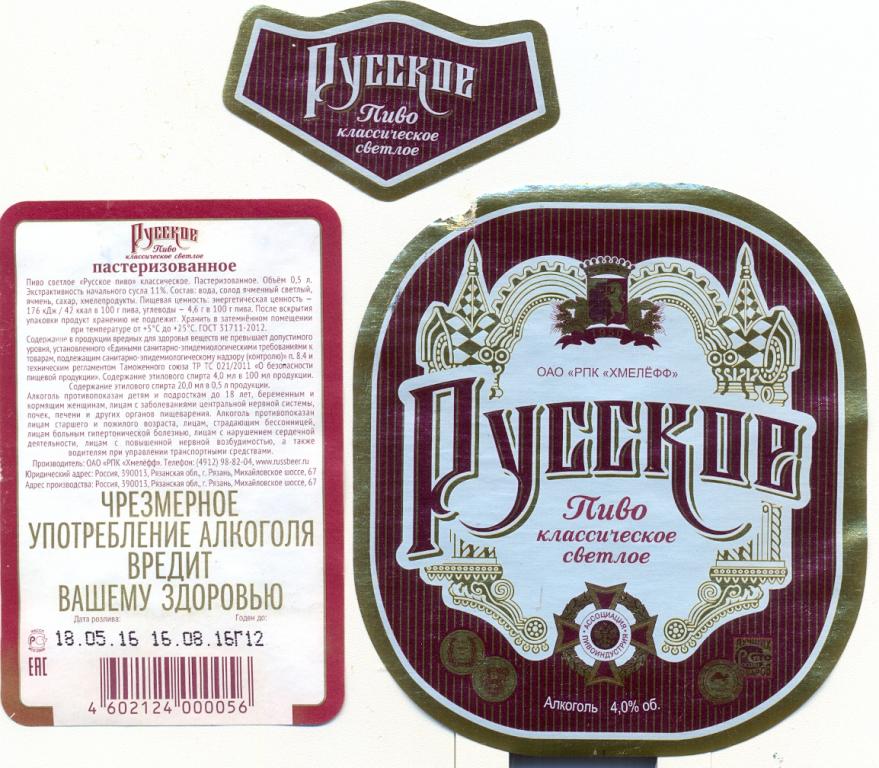 Русское
Пиво
классическое
светлое
Русское
Пиво
классическое светлое
пастеризованное
Пиво светлое «Русское пиво» классическое. Пастеризованное. Объём 0,5 л.
Экстрактивность начального сусла 11%. Состав: вода, солод ячменный светлый,
ячмень, сахар, хмелепродукты. Пищевая ценность: энергетическая ценность –
176 кДж / 42 ккал в 100 г пива, углеводы – 4,6 г в 100 г пива. После вскрытия
упаковки продукт хранению не подлежит. Хранить в затемнённом помещении
при температуре от +5°С до +25°С. ГОСТ 31711-2012.
Содержание в продукции вредных для здоровья веществ не превышает допустимого
уровня, установленного «Едиными санитарно-эпидемиологическими требованиями к
товарам, подлежащим санитарно-эпидемиологическому надзору (контролю)» п. 8.4 и
техническим регламентом Таможенного союза ТР ТС 021/2011 «О безопасности
пищевой продукции». Содержание этилового спирта 4,0 мл в 100 мл продукции.
Содержание этилового спирта 20,0 мл в 0,5 л продукции.
Алкоголь противопоказан детям и подросткам до 18 лет, беременным и
кормящим женщинам, лицам с заболеваниями центральной нервной системы,
почек, печени и других органов пищеварения. Алкоголь противопоказан
лицам старшего и пожилого возраста, лицам, страдающим бессонницей,
лицам больным гипертонической болезнью, лицам с нарушением сердечной
деятельности, лицам с повышенной нервной возбудимостью, а также
водителям при управлении транспортными средствами.
Производитель: ОАО «РПК «Хмелёфф». Телефон: (4912) 98-82-04, www.russbeer.ru
Юридический адрес: Россия, 390013, Рязанская обл., г. Рязань, Михайловское шоссе, 67
Адрес производства: Россия, 390013, Рязанская обл., г. Рязань, Михайловское шоссе, 67
ЧРЕЗМЕРНОЕ
УПОТРЕБЛЕНИЕ АЛКОГОЛЯ
ВРЕДИТ
ВАШЕМУ ЗДОРОВЬЮ
Дата розлива: Годен до:
18.05.16 16.08.16Г12
ЕАС
4 602124 000056
1950
ОАО «РПК «ХМЕЛЁФФ»
Русское
Пиво
классическое
светлое
АССОЦИАЦИЯ
ПИВОИНДУСТРИИ
Алкоголь 4,0% об.